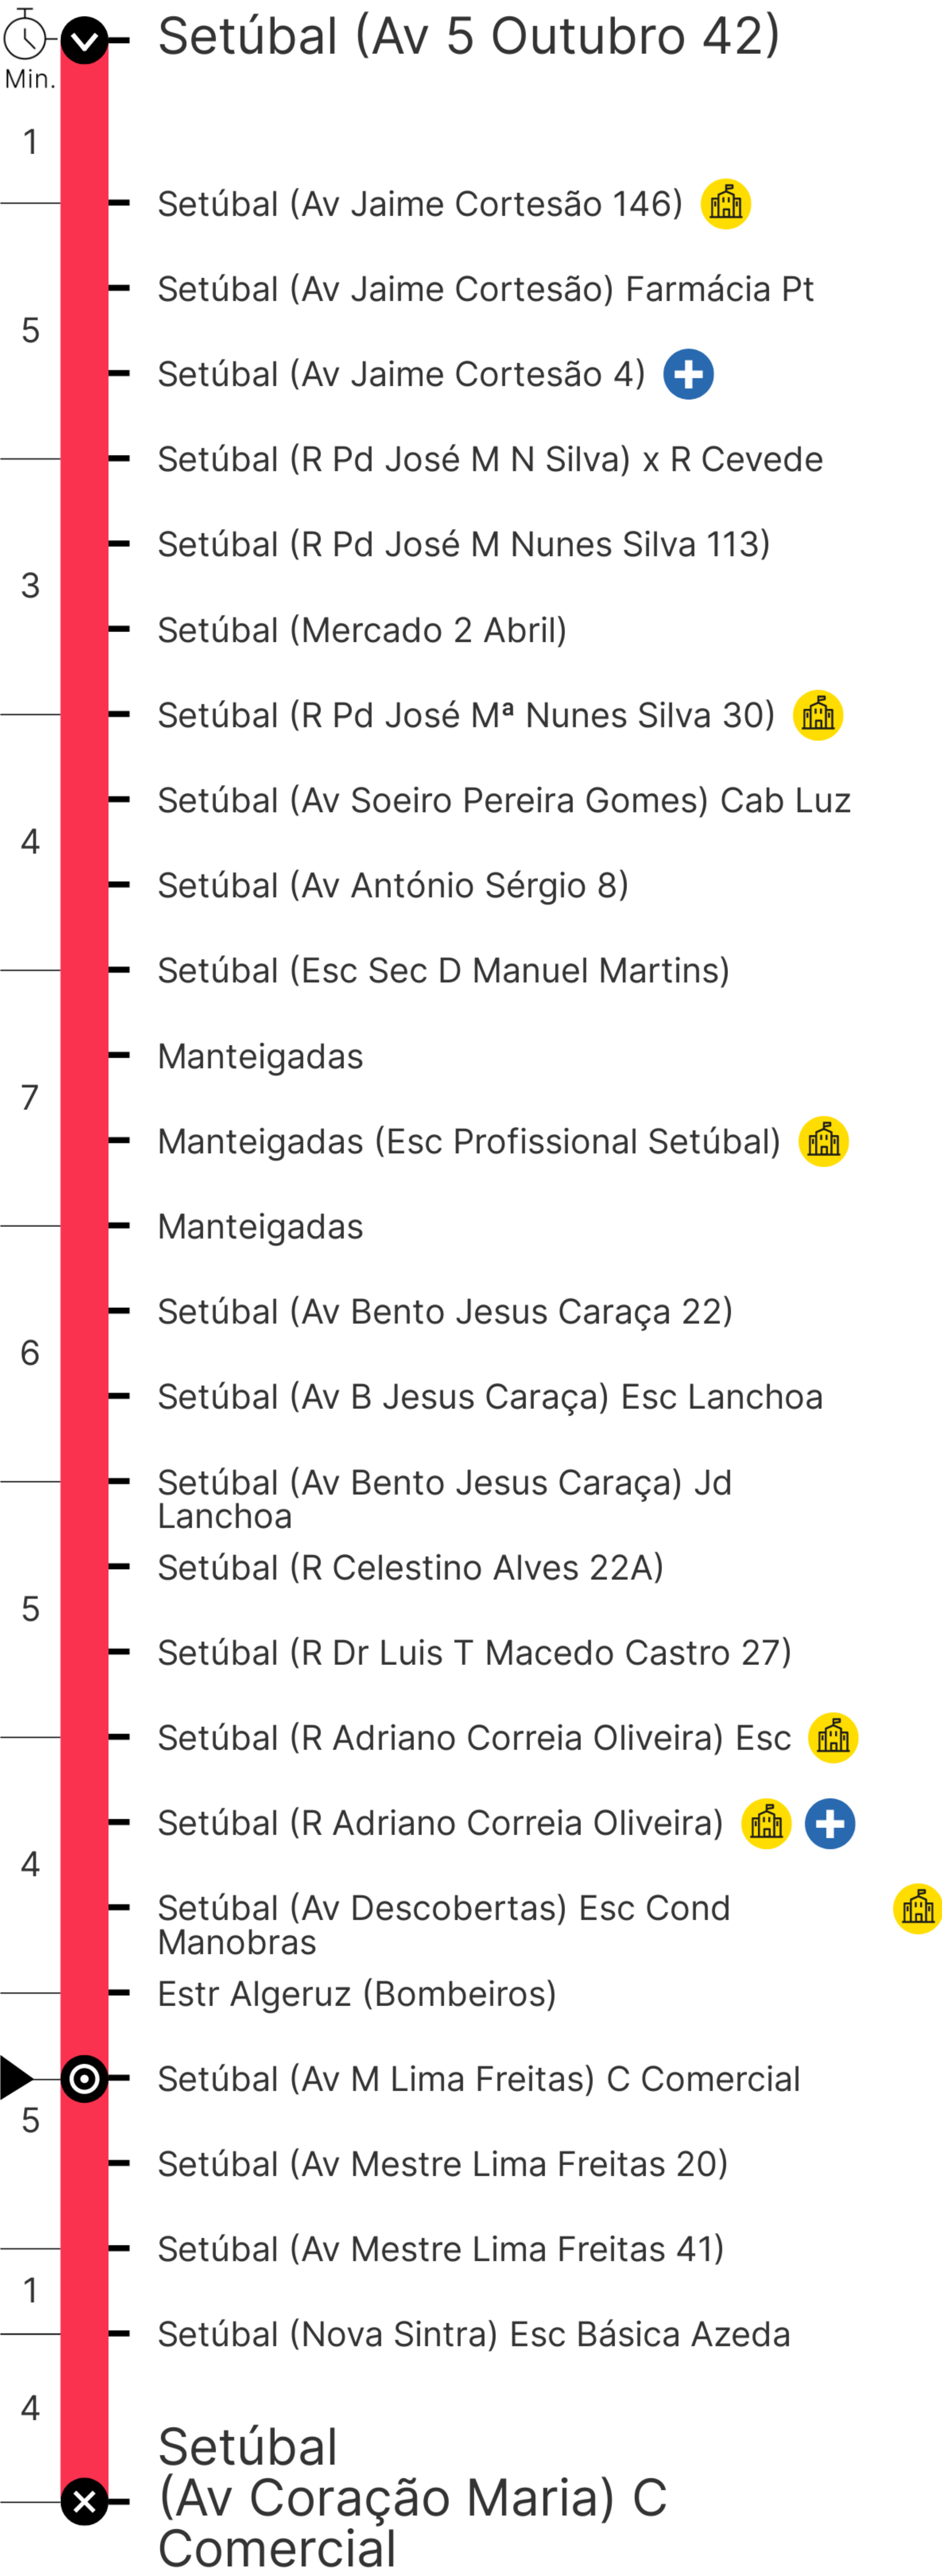 Setúbal (Av 5 Outubro 42)
Min.
1
Setúbal (Av Jaime Cortesão 146)
Setúbal (Av Jaime Cortesão) Farmácia Pt
5
Setúbal (Av Jaime Cortesão 4)
Setúbal (R Pd José M N Silva) x R Cevede
Setúbal (R Pd José M Nunes Silva 113)
3
Setúbal (Mercado 2 Abril)
Setúbal (R Pd José Mª Nunes Silva 30)
Setúbal (Av Soeiro Pereira Gomes) Cab Luz
4
Setúbal (Av António Sérgio 8)
Setúbal (Esc Sec D Manuel Martins)
Manteigadas
7
Manteigadas (Esc Profissional Setúbal)
Manteigadas
Setúbal (Av Bento Jesus Caraça 22)
6
Setúbal (Av B Jesus Caraça) Esc Lanchoa
Setúbal (Av Bento Jesus Caraça) Jd
Lanchoa
Setúbal (R Celestino Alves 22A)
5
Setúbal (R Dr Luis T Macedo Castro 27)
Setúbal (R Adriano Correia Oliveira) Esc
Setúbal (R Adriano Correia Oliveira)
4
Setúbal (Av Descobertas) Esc Cond
Manobras
Estr Algeruz (Bombeiros)
Setúbal (Av M Lima Freitas) C Comercial
5
Setúbal (Av Mestre Lima Freitas 20)
Setúbal (Av Mestre Lima Freitas 41)
1
Setúbal (Nova Sintra) Esc Básica Azeda
4
Setúbal
(Av Coração Maria) C
Comercial